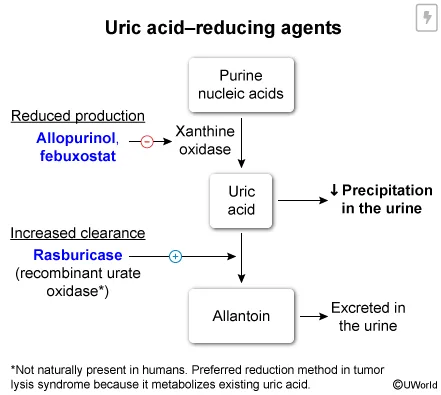 Uric acid–reducing agents
Purine
nucleic acids
Reduced production
Allopurinol,
febuxostat
Xanthine
oxidase
Uric
acid
↓ Precipitation
in the urine
Increased clearance
Rasburicase
(recombinant urate
oxidase*)
Allantoin
Excreted in
the urine
*Not naturally present in humans. Preferred reduction method in tumor
lysis syndrome because it metabolizes existing uric acid.
©UWorld